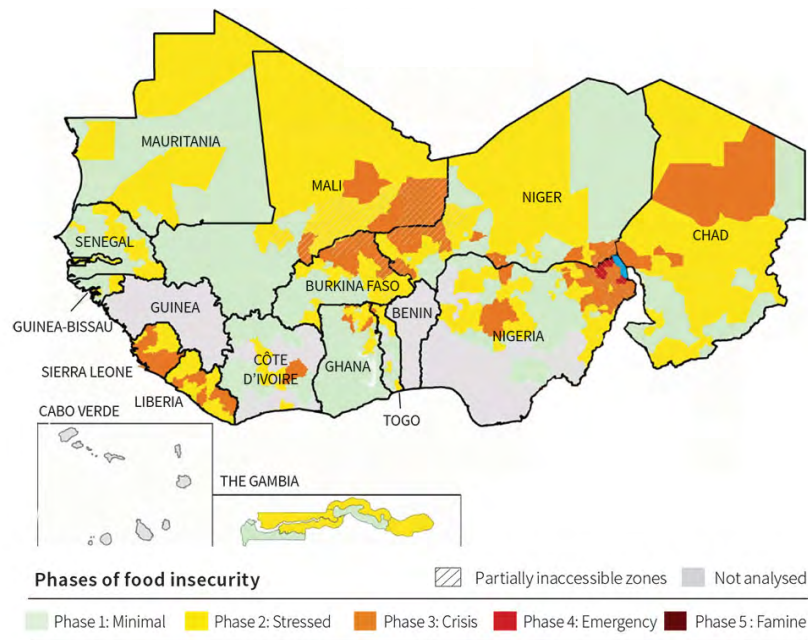 MAURITANIA
MALI
NIGER
CHAD
SENEGAL
BURKINA FASO
GUINEA
BENIN
NIGERIA
GUINEA-BISSAU
CÔTE
D'IVOIRE
GHANA
SIERRA LEONE
LIBERIA
TOGO
CABO VERDE
THE GAMBIA
Phases of food insecurity
Partially inaccessible zones
Not analysed
Phase 1: Minimal
Phase 2: Stressed
Phase 3: Crisis
Phase 4: Emergency
Phase 5 : Famine